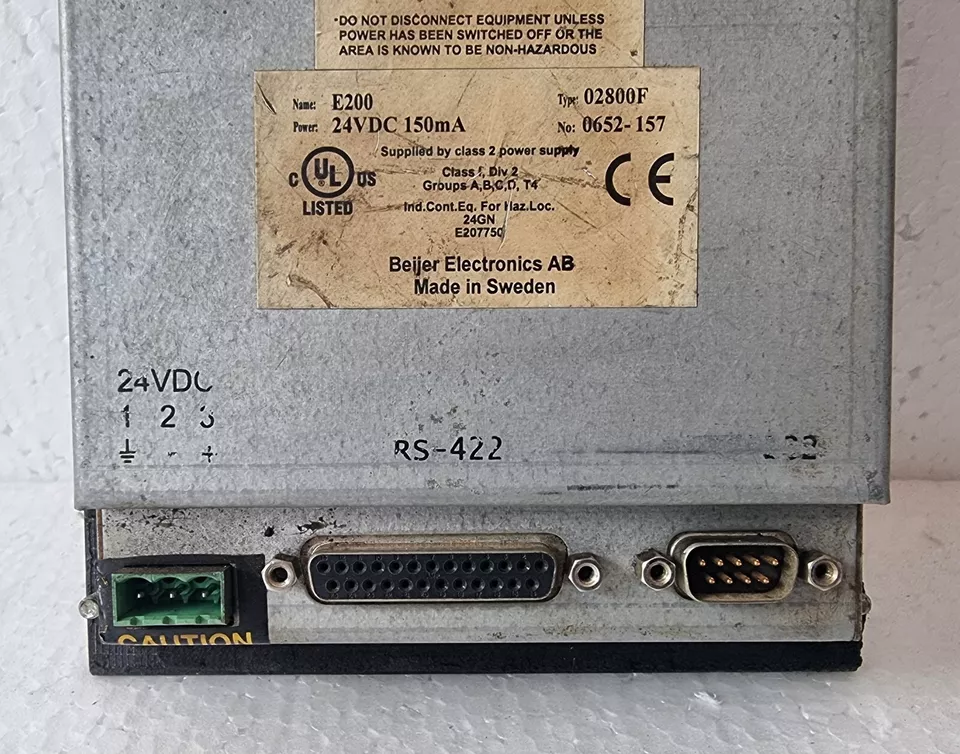 •DO NOT DISCONNECT EQUIPMENT UNLESS
POWER HAS BEEN SWITCHED OFF OR THE
AREA IS KNOWN TO BE NON-HAZARDOUS
Name: E200 Type: 02800F
Power: 24VDC 150mA No: 0652-157
Supplied by class 2 power supply
Class I, Div 2
Groups A,B,C,D, T4
C UL US
LISTED
CE
Ind.Cont.Eq. For Haz.Loc.
24GN
E207750
Beijer Electronics AB
Made in Sweden
24VDC
1 2 3
- +
RS-422
CAUTION